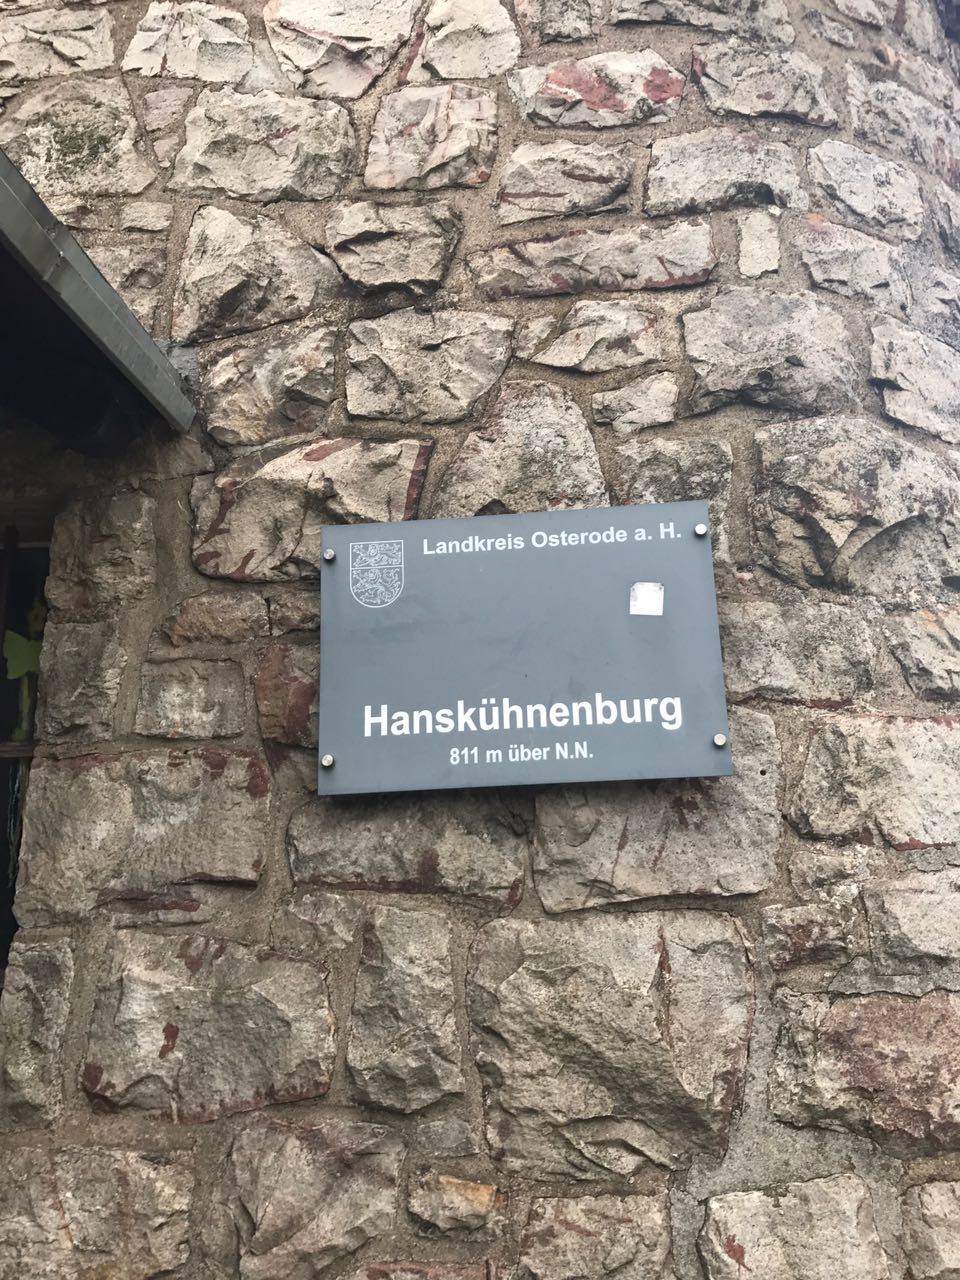 Landkreis Osterode a. H.
Hanskühnenburg
811 m über N.N.